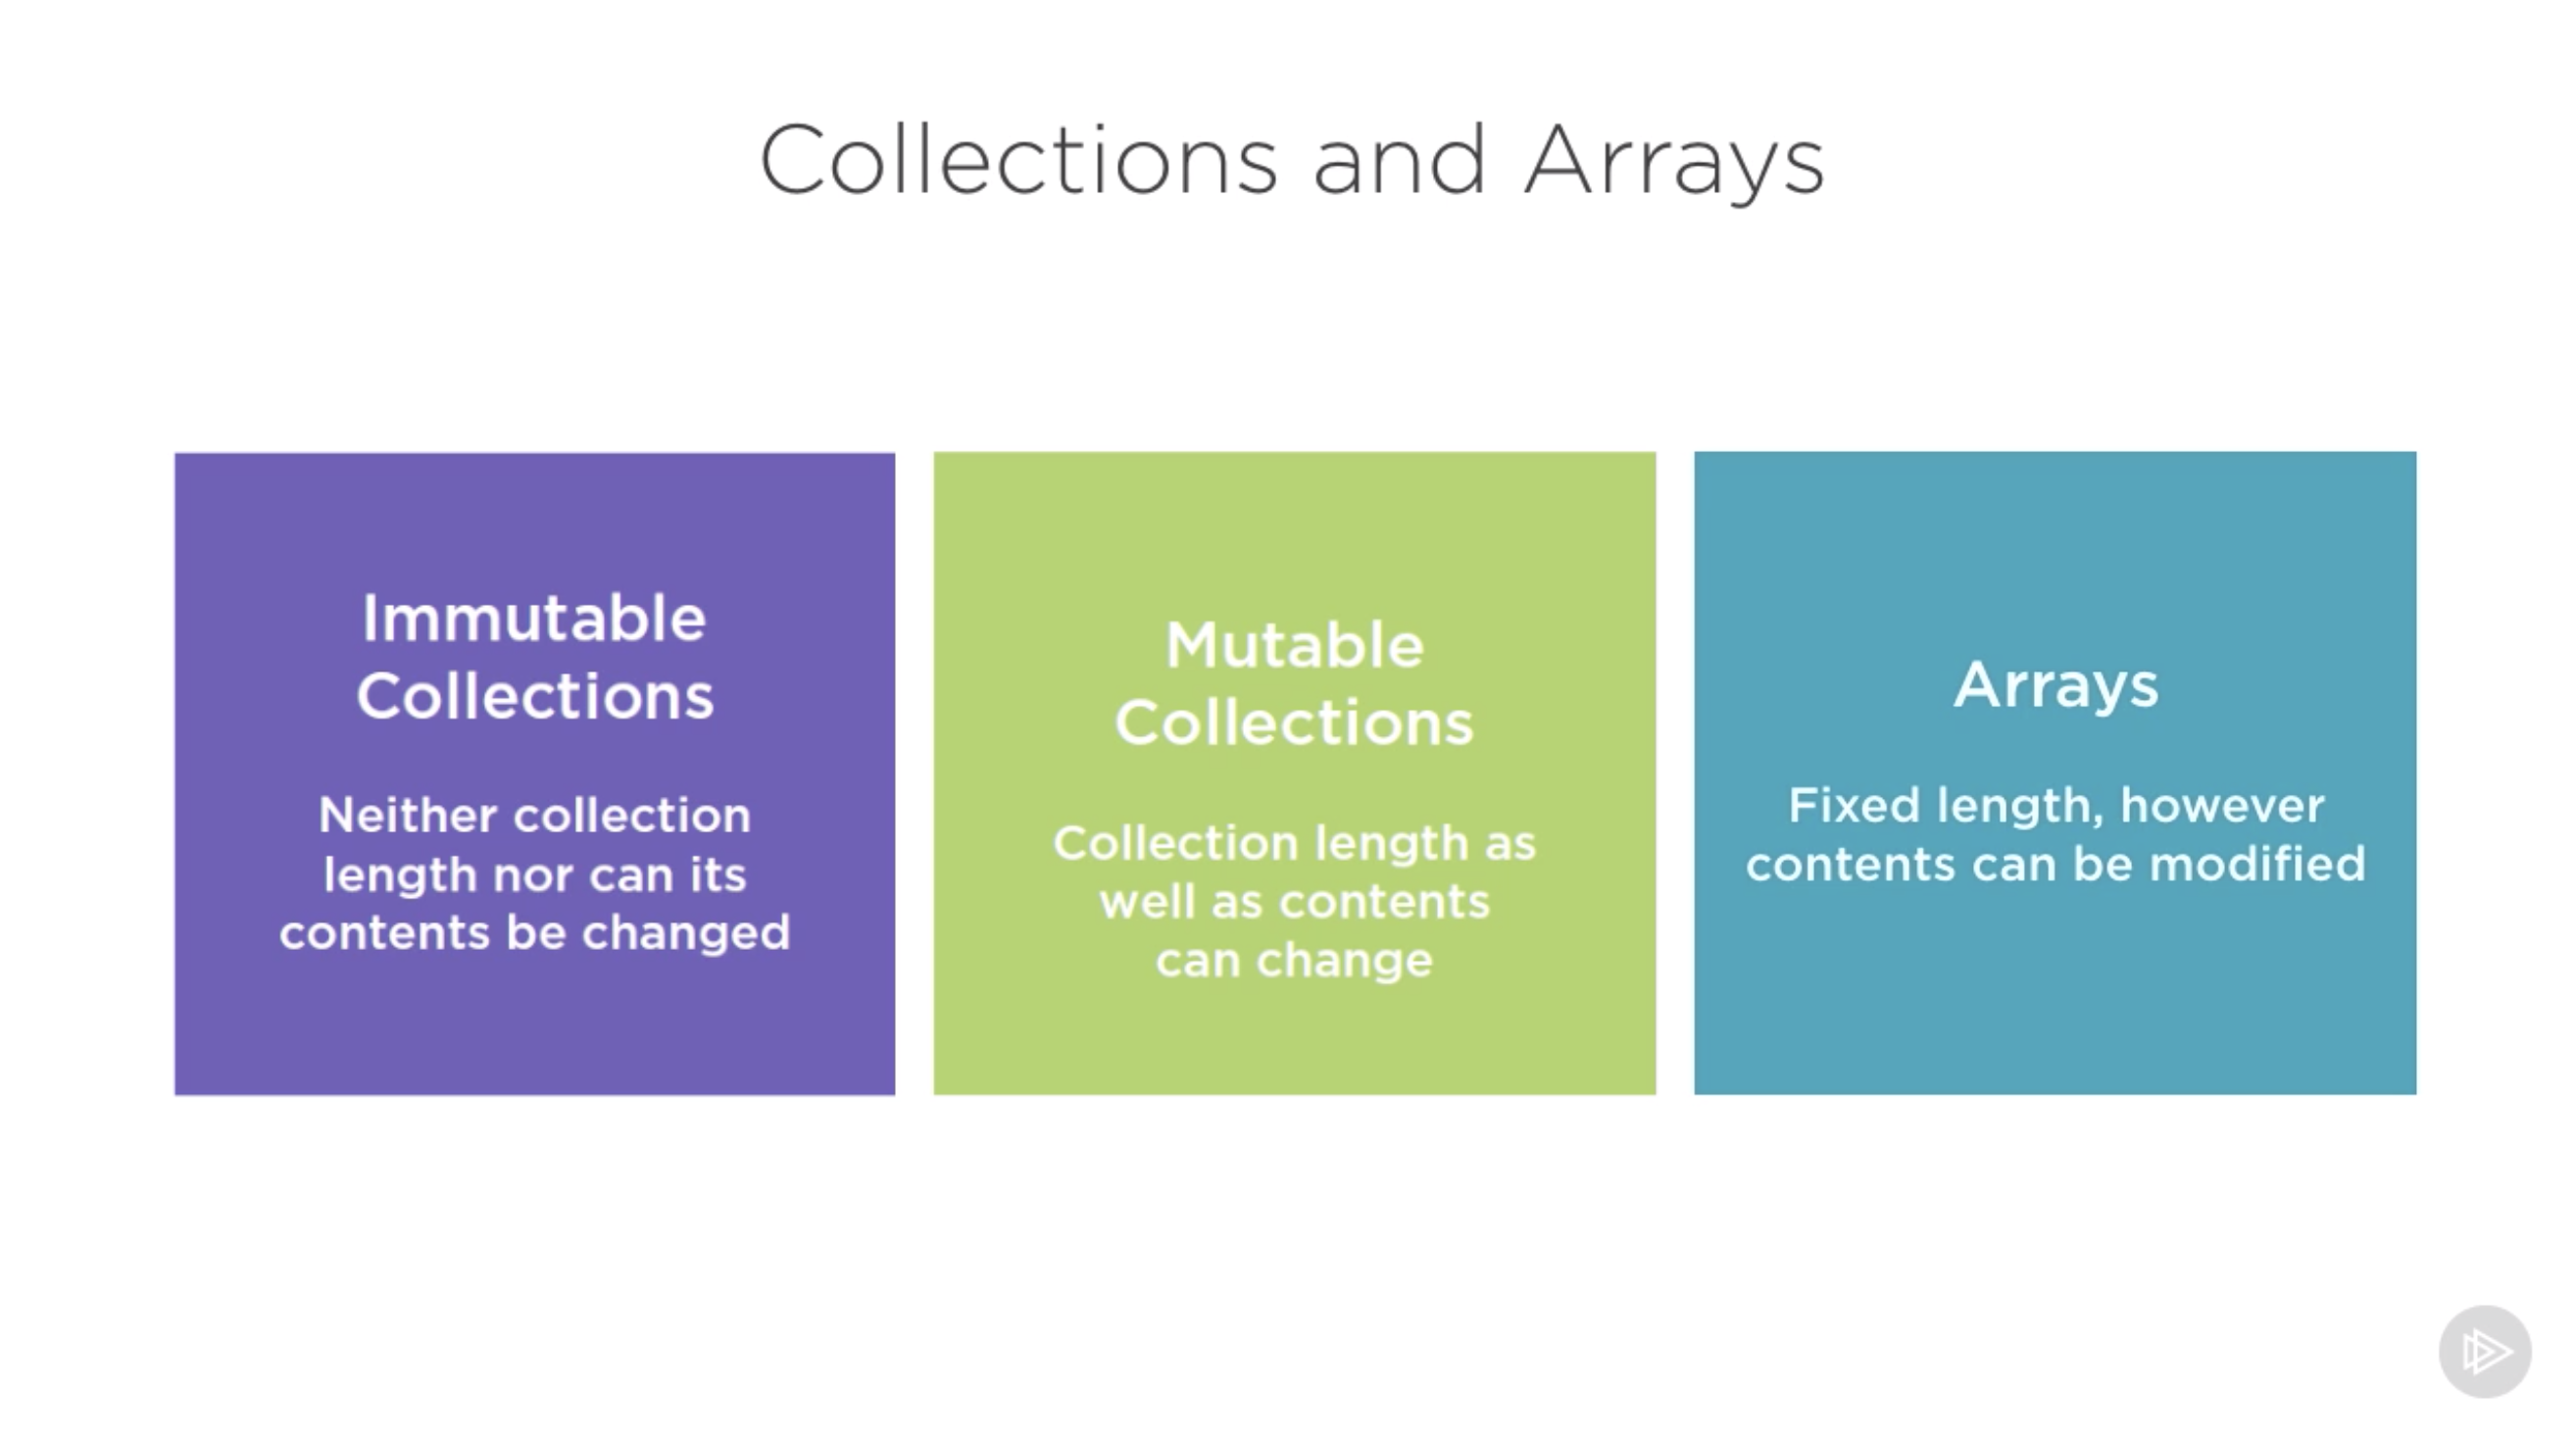 Collections and Arrays
Immutable
Collections
Neither collection
length nor can its
contents be changed
Mutable
Collections
Collection length as
well as contents
can change
Arrays
Fixed length, however
contents can be modified